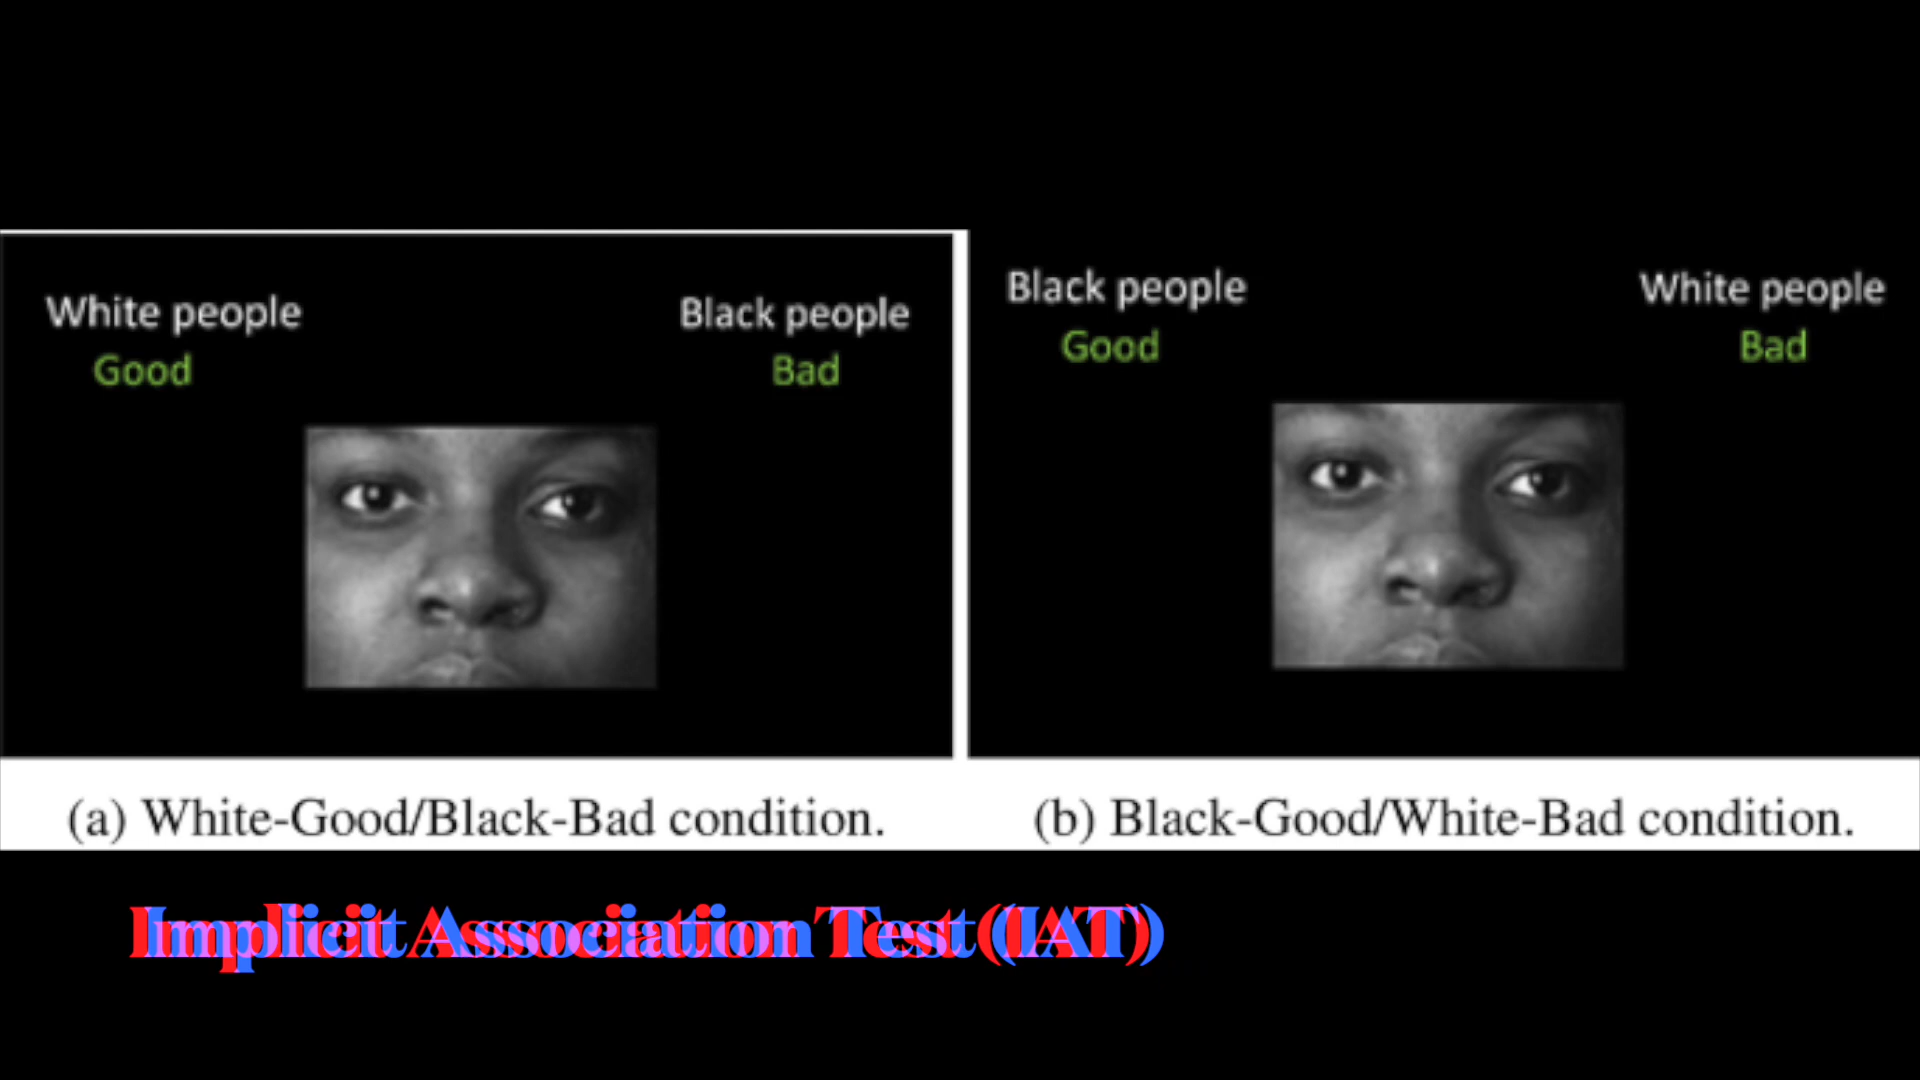 White people
Good
Black people
Bad
(a) White-Good/Black-Bad condition.
Black people
Good
White people
Bad
(b) Black-Good/White-Bad condition.
Implicit Association Test (IAT)